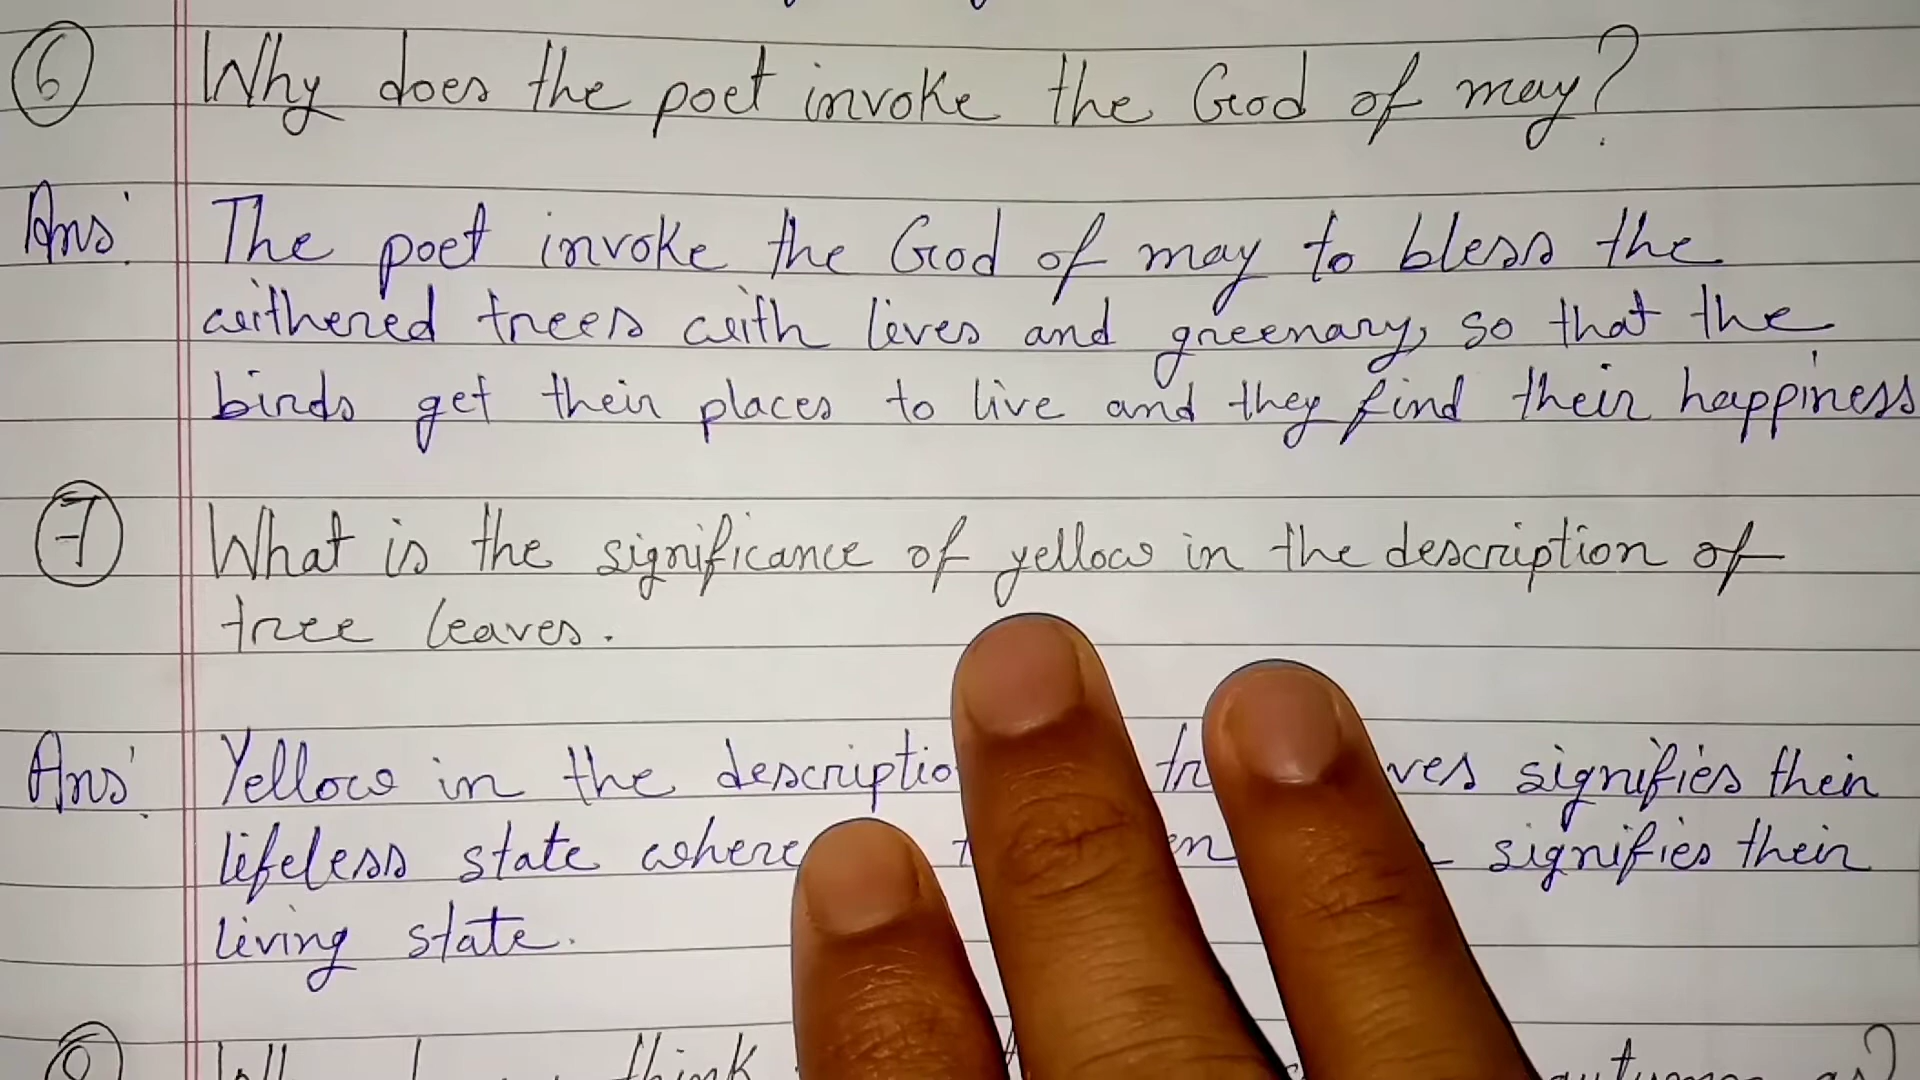 6 Why does the poet invoke the God of may?
Ans: The poet invoke the God of may to bless the
withered trees with leves and greenary, so that the
birds get their places to live and they find their happiness
7 What is the significance of yellow in the description of
tree leaves.
Ans: Yellow in the descriptio tr ves signifies their
lifeless state where signifies their
living state.
think